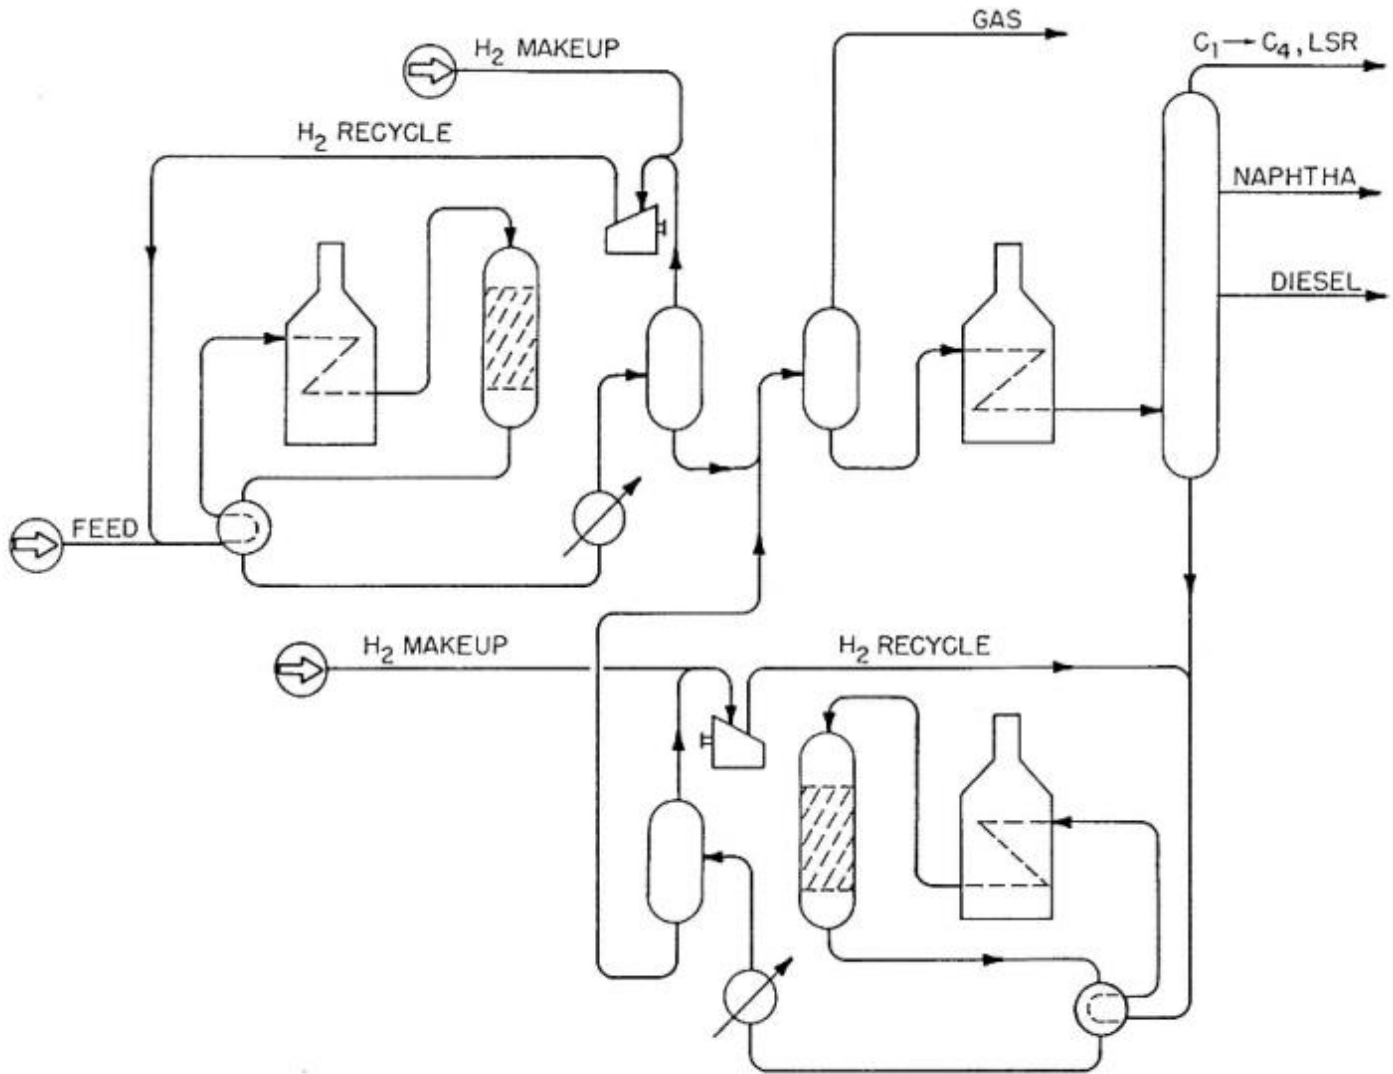 GAS
C₁→C₄, LSR
H₂ MAKEUP
H₂ RECYCLE
NAPHTHA
DIESEL
FEED
H₂ MAKEUP
H₂ RECYCLE